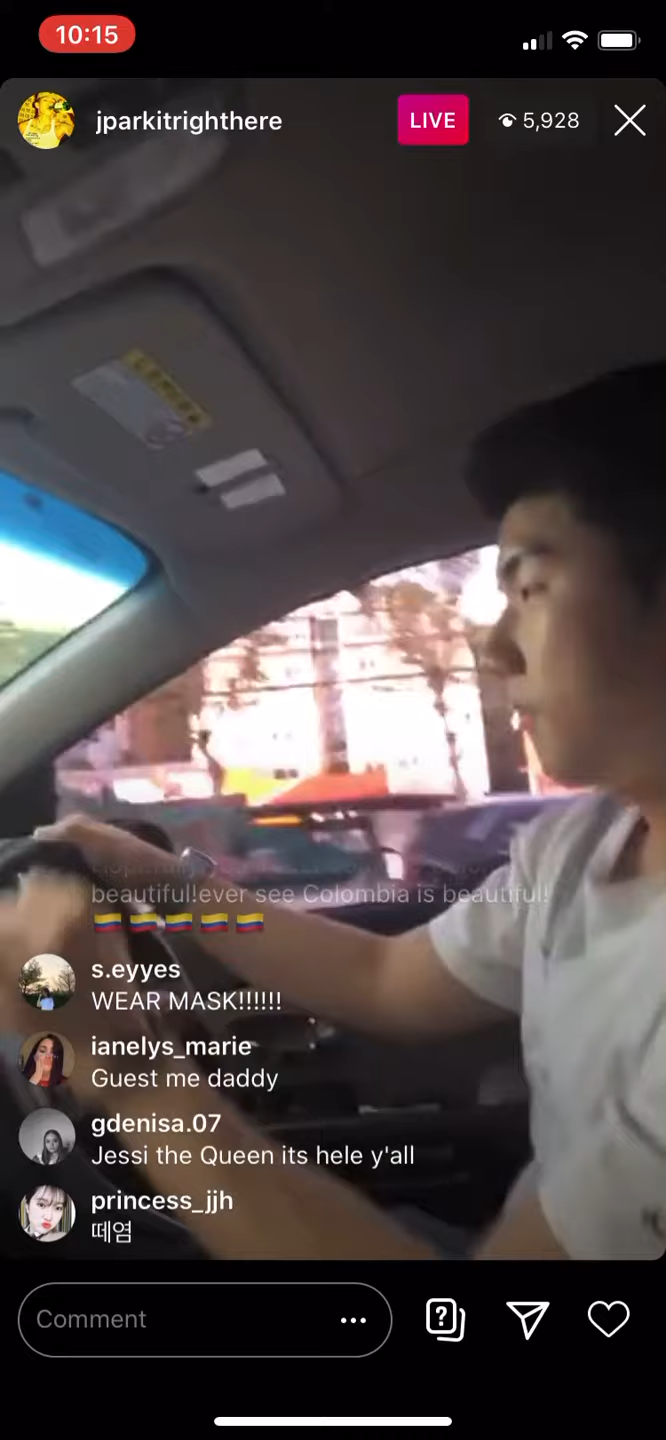 10:15
jparkitrighthere
LIVE
5,928
beautiful!ever see Colombia is beautiful!
🇨🇴🇨🇴🇨🇴🇨🇴🇨🇴
s.eyyes
WEAR MASK!!!!!!
ianelys_marie
Guest me daddy
gdenisa.07
Jessi the Queen its hele y'all
princess_jjh
떼염
Comment